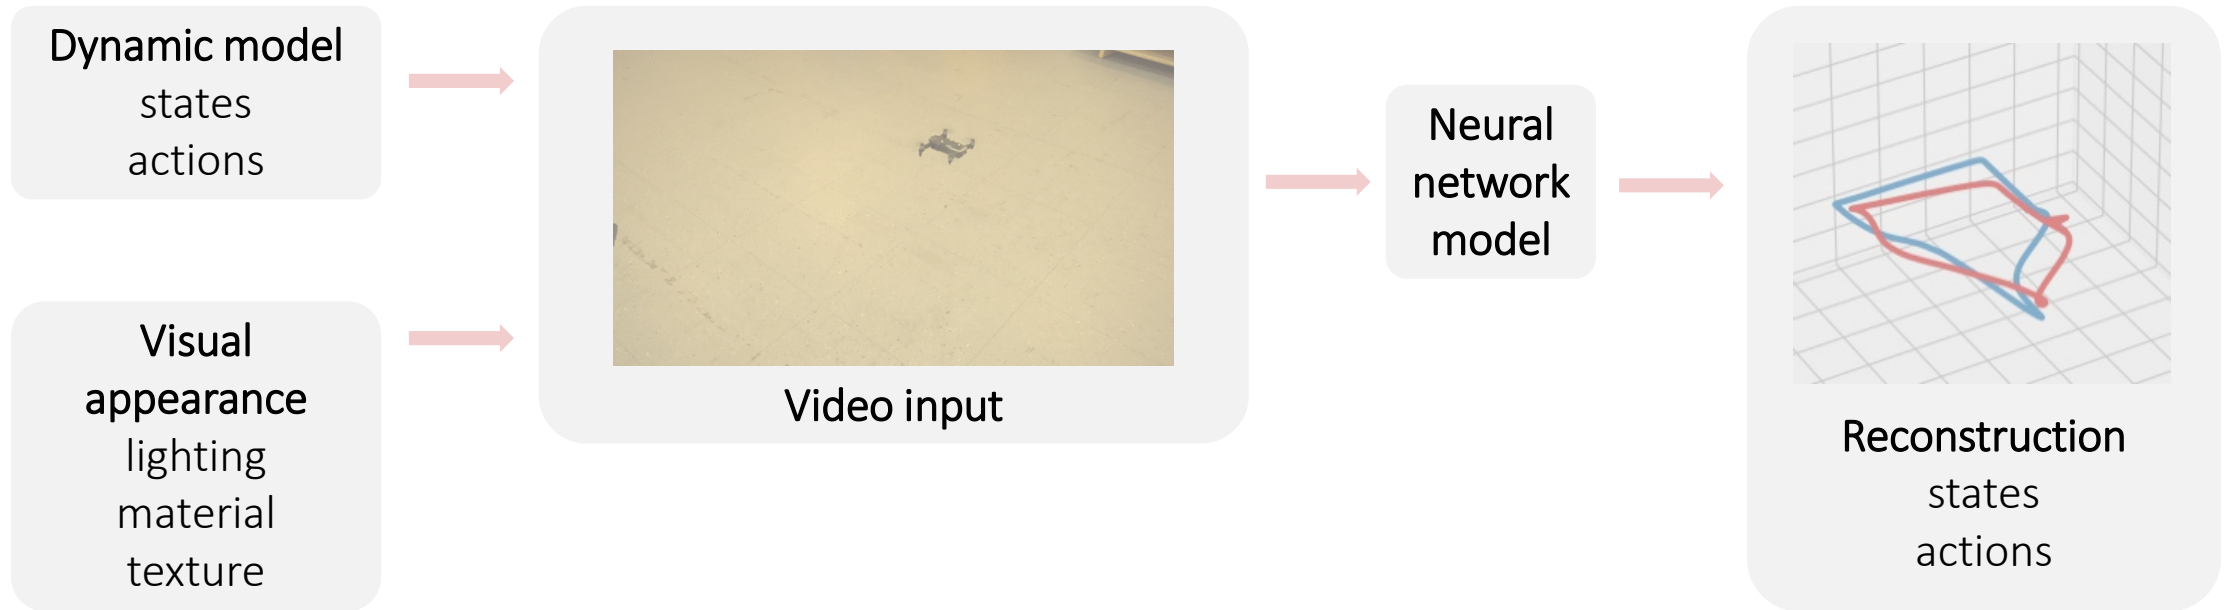 Dynamic model
states
actions
Visual
appearance
lighting
material
texture
Video input
Neural
network
model
Reconstruction
states
actions